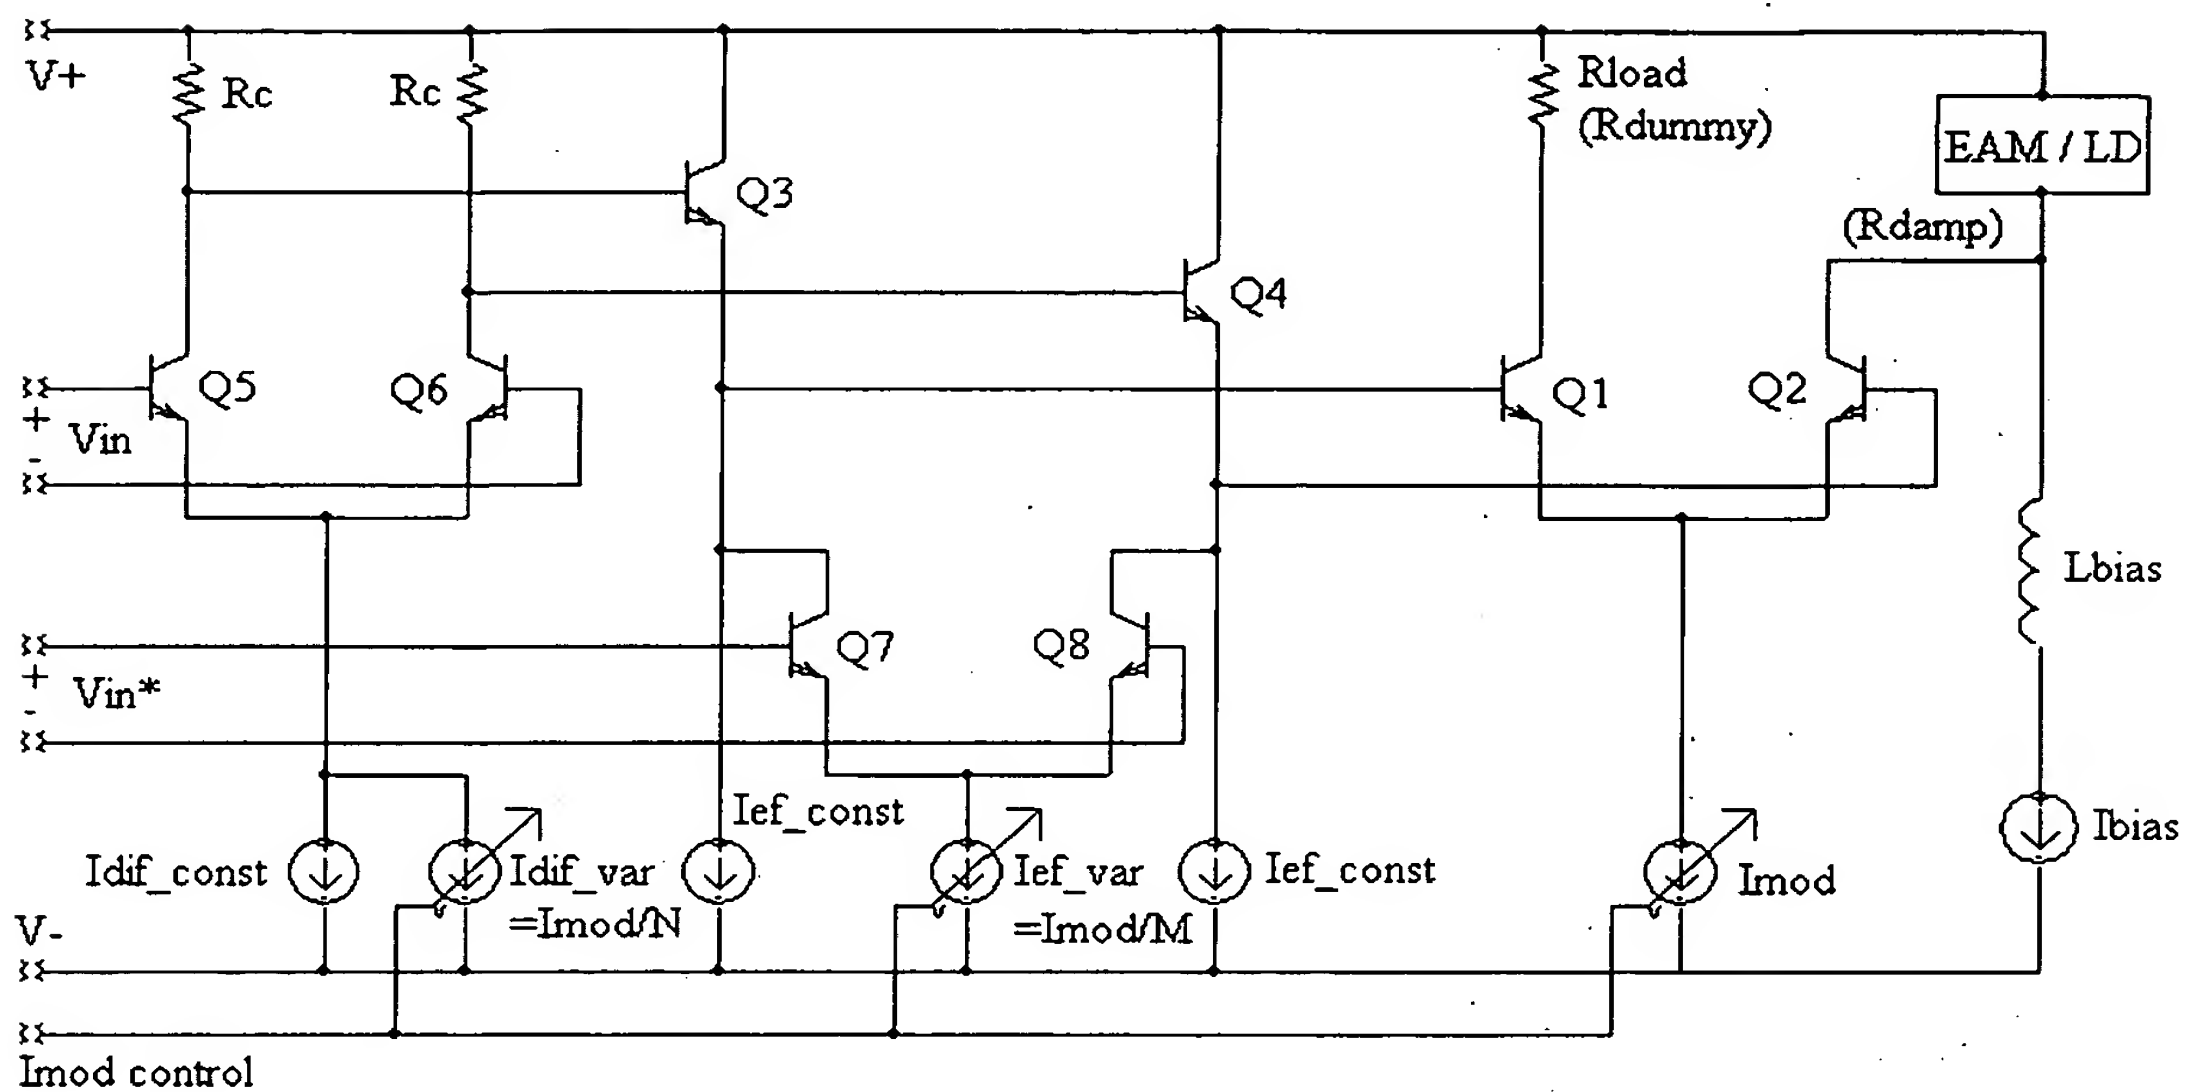 V+
Rc
Rc
Rload
(Rdummy)
EAM / LD
Q3
(Rdamp)
Q4
Q5
Q6
Q1
Q2
+
Vin
-
Lbias
Q7
Q8
+
Vin*
-
Ief_const
Ibias
Idif_const
Idif_var
=Imod/N
Ief_var
=Imod/M
Ief_const
Imod
V-
Imod control